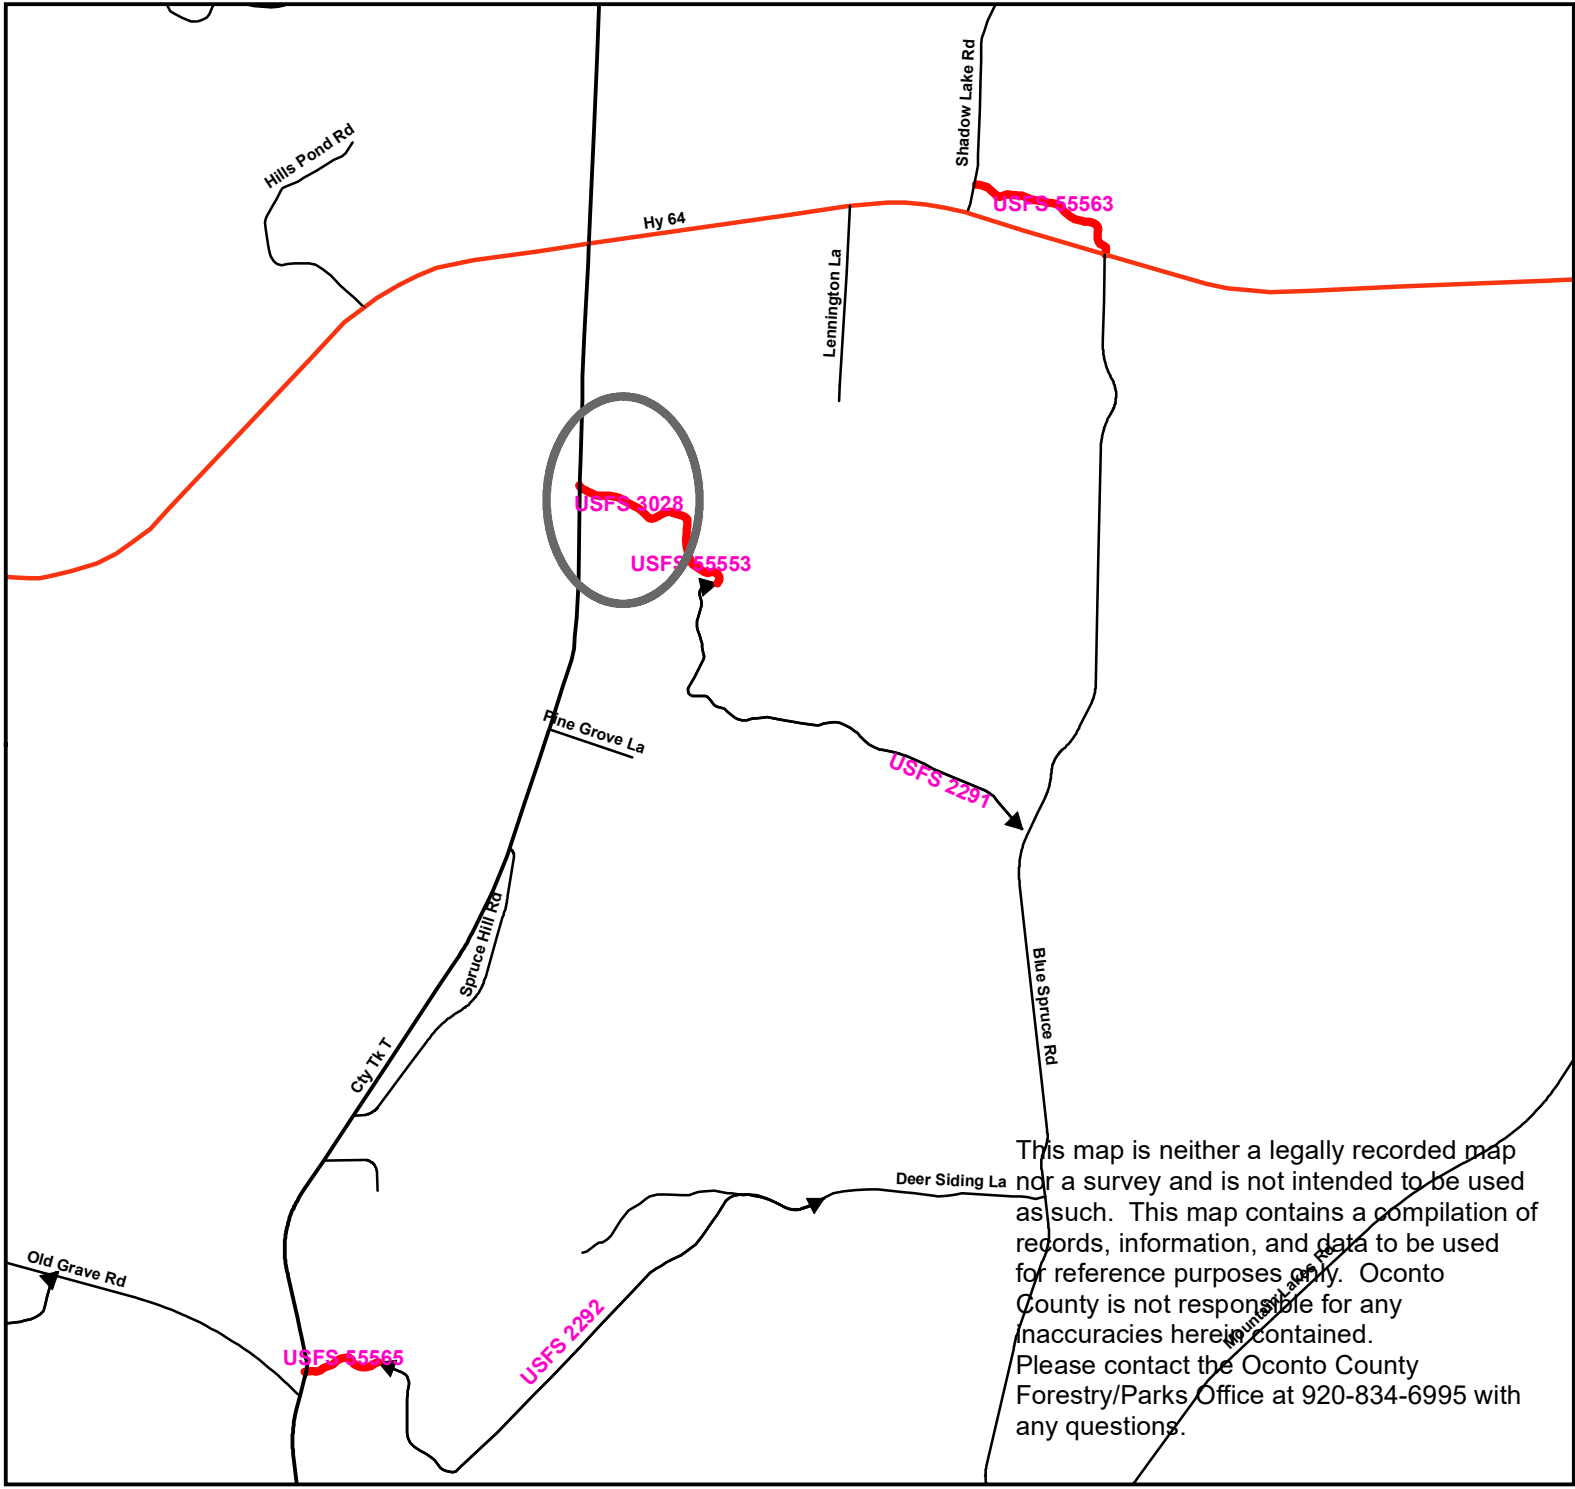 Shadow Lake Rd
Hills Pond Rd
USFS 55563
Hy 64
Lennington La
USFS 3028
USFS 55553
Pine Grove La
USFS 2291
Spruce Hill Rd
Blue Spruce Rd
Cty Tk T
Deer Siding La
Old Grave Rd
USFS 2292
USFS 55565
Mountain Lakes Rd
This map is neither a legally recorded map
nor a survey and is not intended to be used
as such.  This map contains a compilation of
records, information, and data to be used
for reference purposes only.  Oconto
County is not responsible for any
inaccuracies herein contained.
Please contact the Oconto County
Forestry/Parks Office at 920-834-6995 with
any questions.